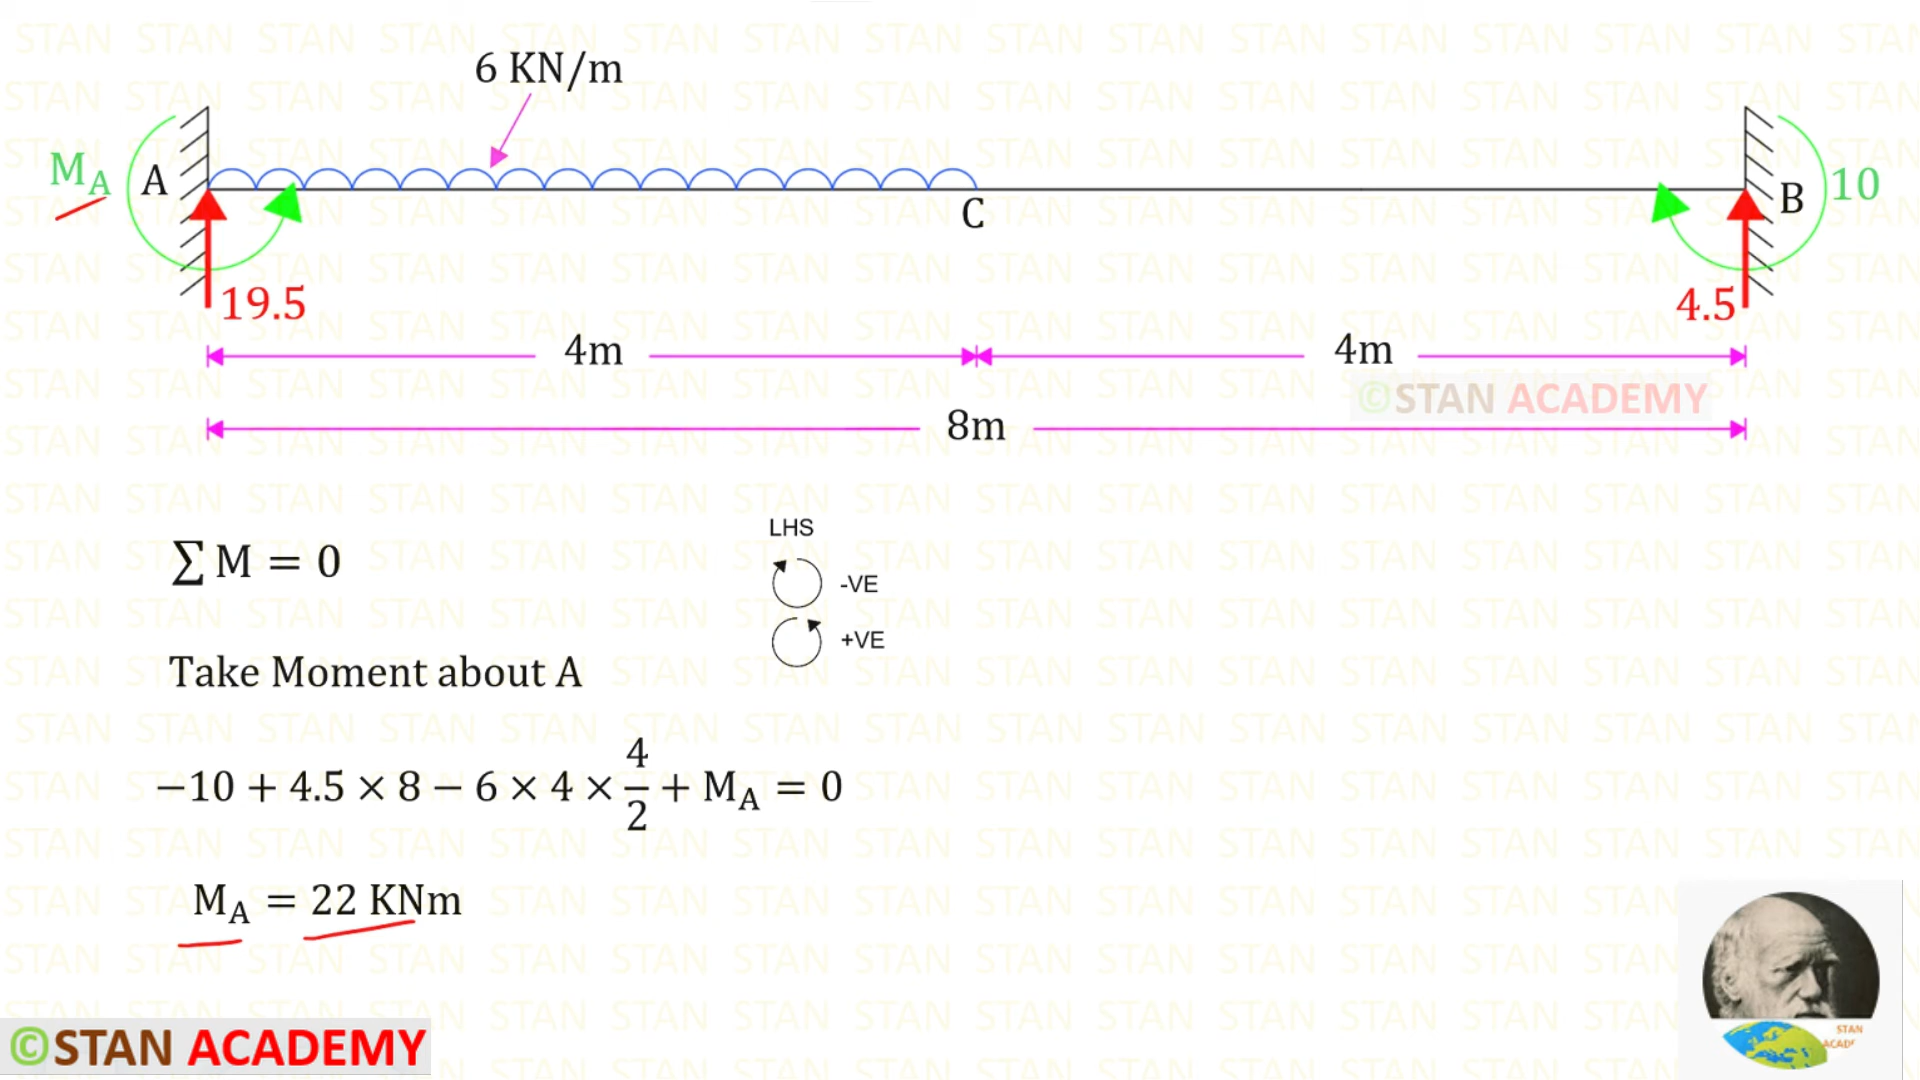 6 KN/m
M_A A C B 10
19.5 4.5
4m 4m
©STAN ACADEMY
8m
LHS
∑ M = 0
-VE
+VE
Take Moment about A
−10 + 4.5 × 8 − 6 × 4 × 4/2 + M_A = 0
M_A = 22 KNm
©STAN ACADEMY
STAN